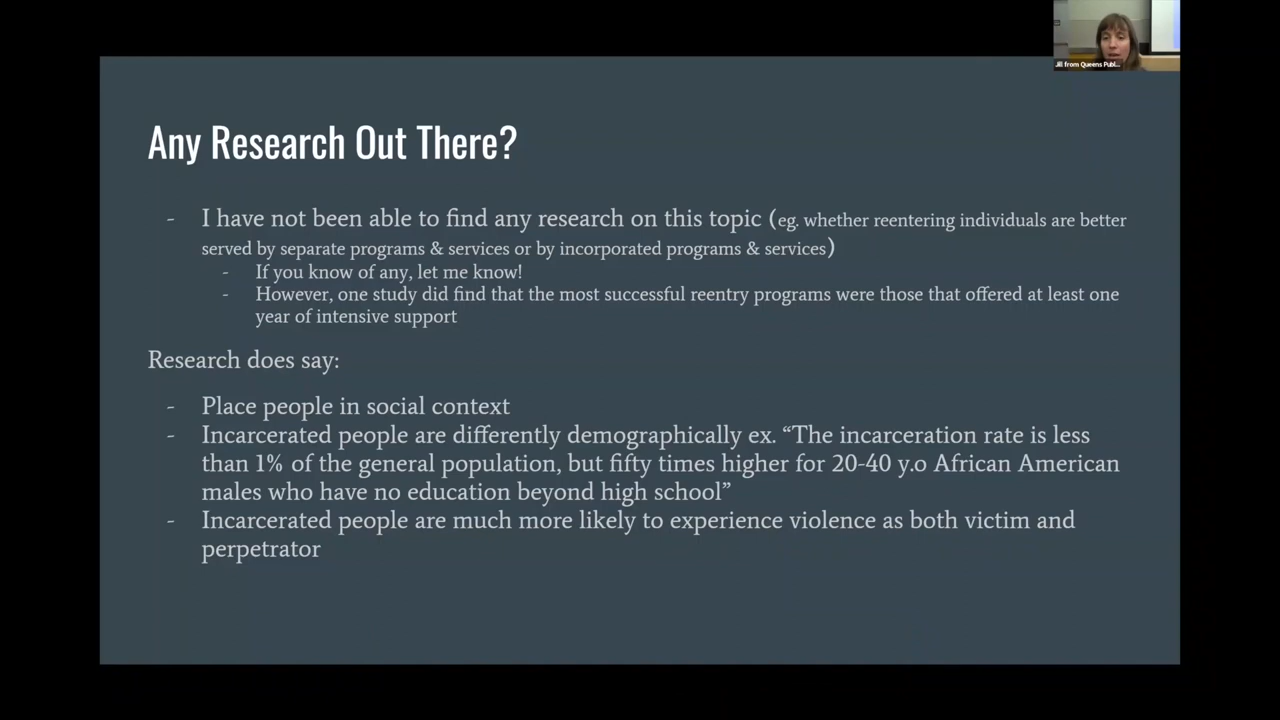 Jill from Queens Publ...
Any Research Out There?
- I have not been able to find any research on this topic (eg. whether reentering individuals are better
served by separate programs & services or by incorporated programs & services)
- If you know of any, let me know!
- However, one study did find that the most successful reentry programs were those that offered at least one
year of intensive support
Research does say:
- Place people in social context
- Incarcerated people are differently demographically ex. “The incarceration rate is less
than 1% of the general population, but fifty times higher for 20-40 y.o African American
males who have no education beyond high school”
- Incarcerated people are much more likely to experience violence as both victim and
perpetrator